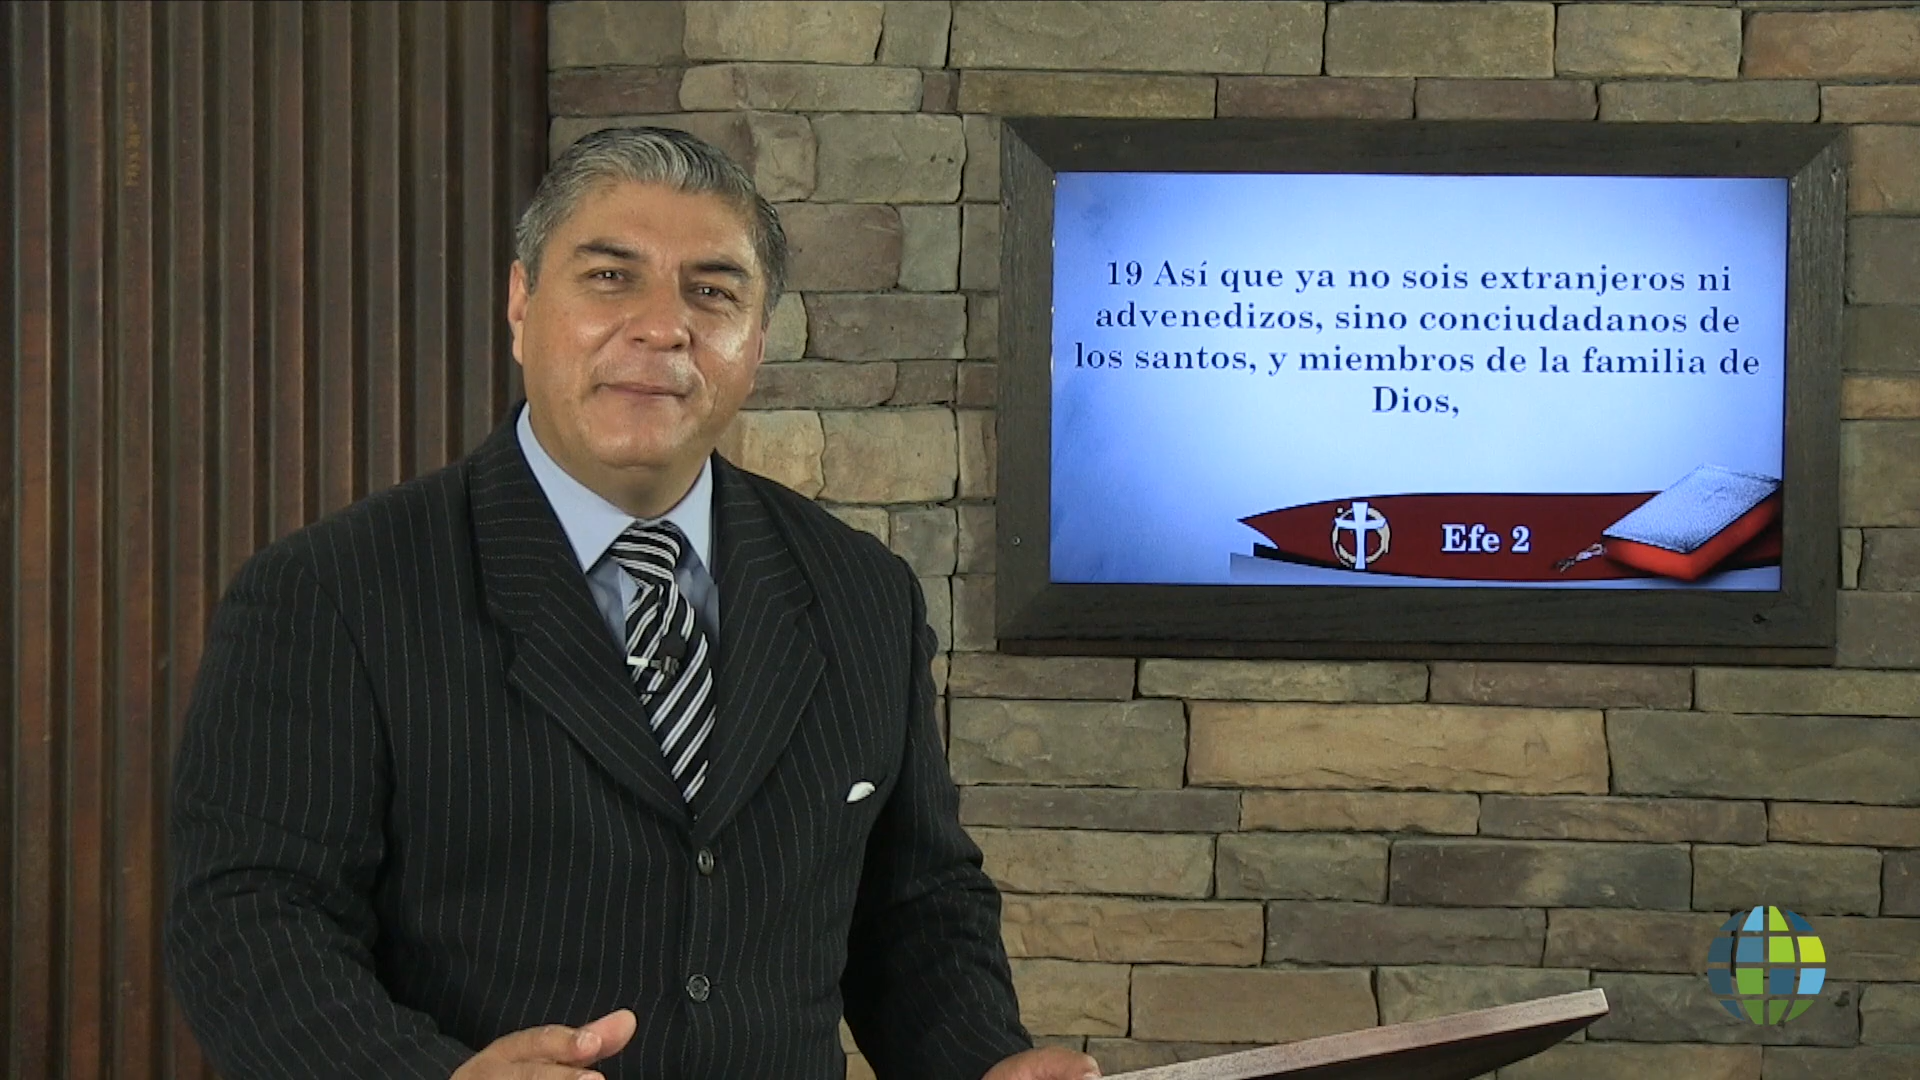 19 Así que ya no sois extranjeros ni
advenedizos, sino conciudadanos de
los santos, y miembros de la familia de
Dios,
Efe 2